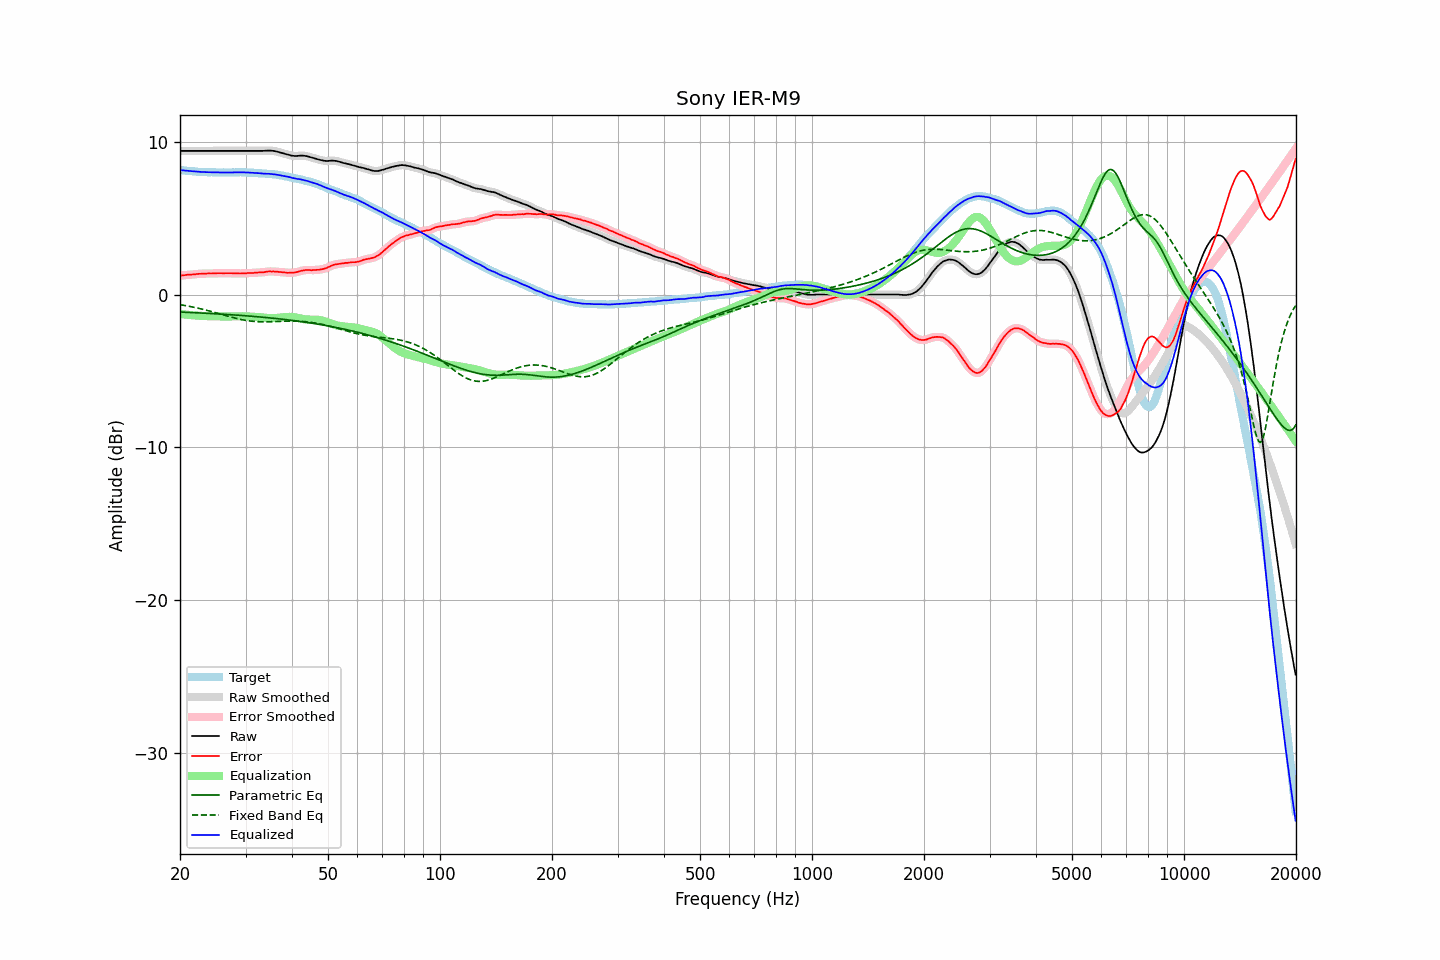 Sony IER-M9
Amplitude (dBr)
10
0
−10
−20
−30
Target
Raw Smoothed
Error Smoothed
Raw
Error
Equalization
Parametric Eq
Fixed Band Eq
Equalized
20 50 100 200 500 1000 2000 5000 10000 20000
Frequency (Hz)